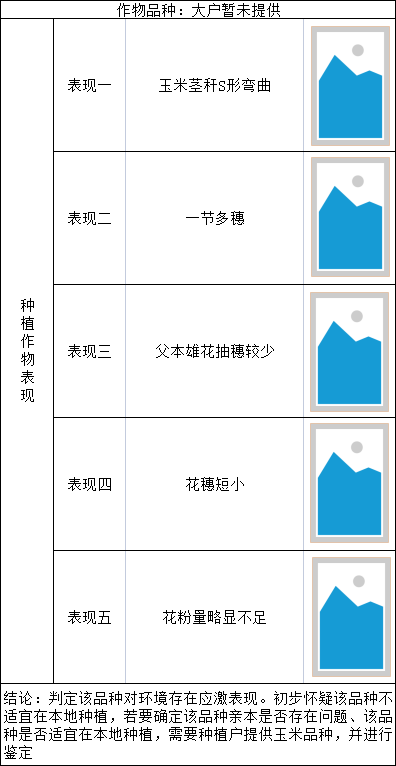 作物品种：大户暂未提供
种植作物表现
表现一
玉米茎秆S形弯曲
表现二
一节多穗
表现三
父本雄花抽穗较少
表现四
花穗短小
表现五
花粉量略显不足
结论：判定该品种对环境存在应激表现。初步怀疑该品种不
适宜在本地种植，若要确定该品种亲本是否存在问题、该品
种是否适宜在本地种植，需要种植户提供玉米品种，并进行
鉴定